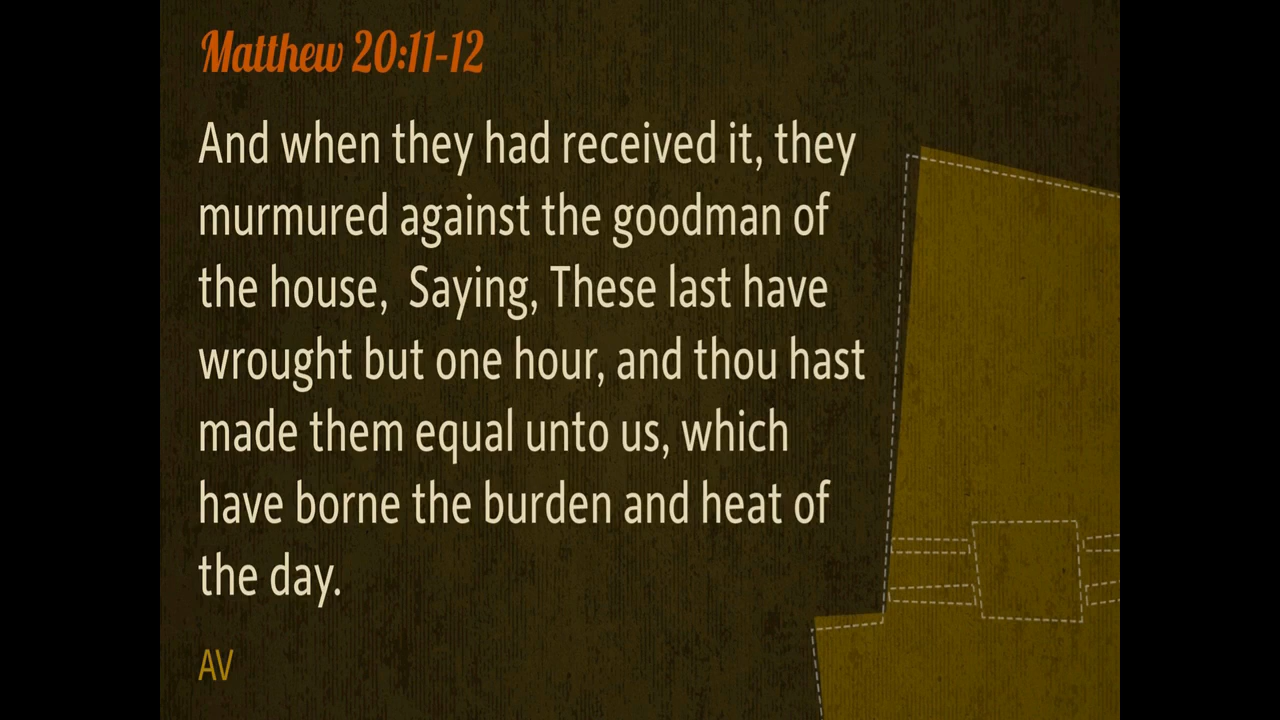 Matthew 20:11-12
And when they had received it, they
murmured against the goodman of
the house,  Saying, These last have
wrought but one hour, and thou hast
made them equal unto us, which
have borne the burden and heat of
the day.
AV